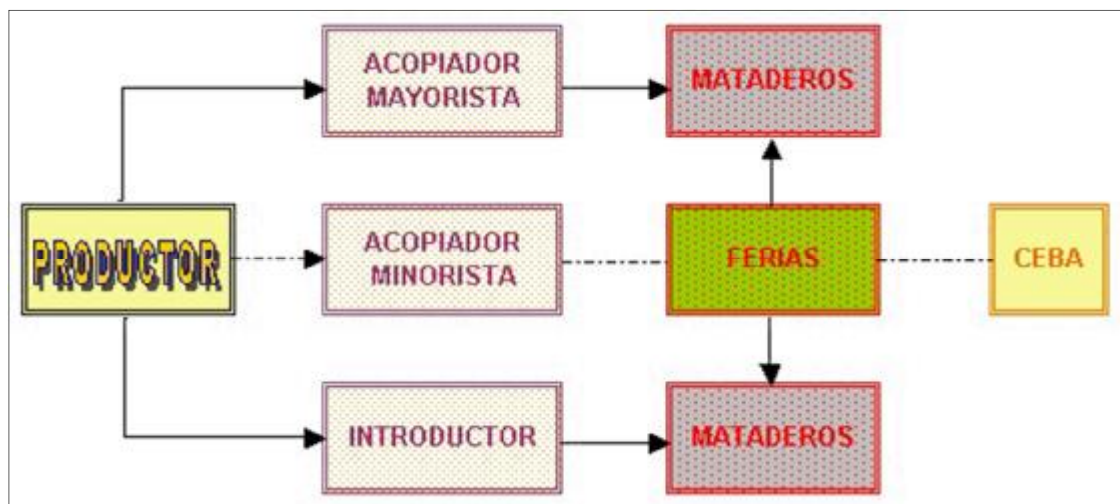 ACOPIADOR
MAYORISTA
MATADEROS
PRODUCTOR
ACOPIADOR
MINORISTA
FERIAS
CEBA
INTRODUCTOR
MATADEROS